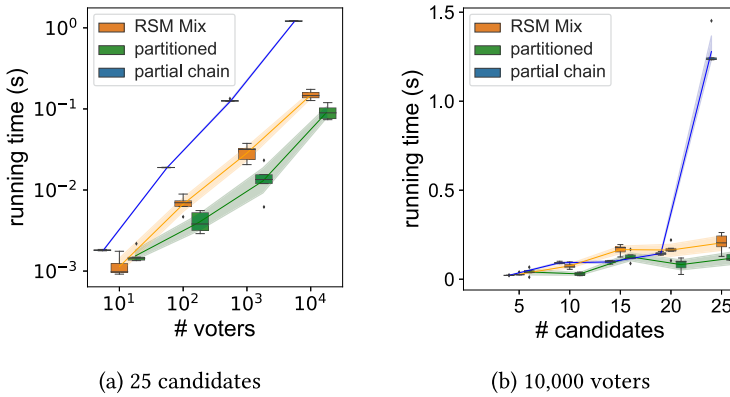 RSM Mix
partitioned
partial chain
running time (s)
10⁰
10⁻¹
10⁻²
10⁻³
10¹ 10² 10³ 10⁴
# voters
(a) 25 candidates
RSM Mix
partitioned
partial chain
running time (s)
1.5
1.0
0.5
0
5 10 15 20 25
# candidates
(b) 10,000 voters